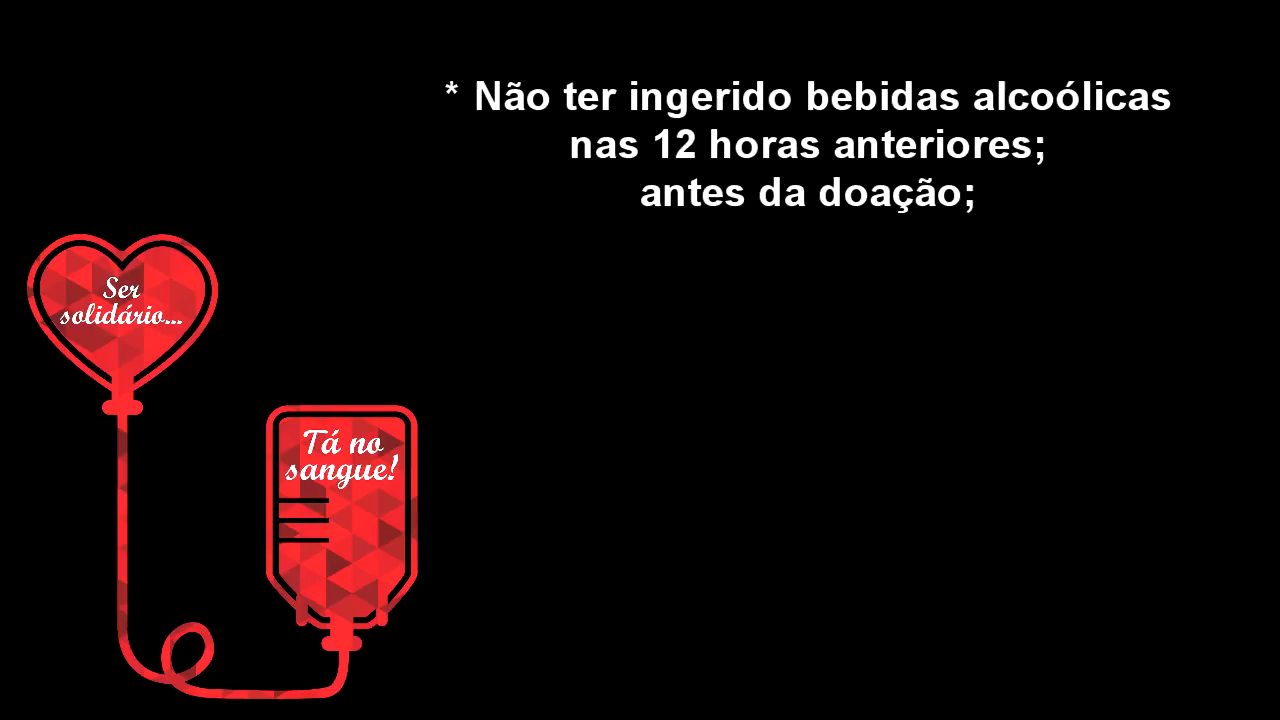 * Não ter ingerido bebidas alcoólicas
nas 12 horas anteriores;
antes da doação;
Ser
solidário...
Tá no
sangue!